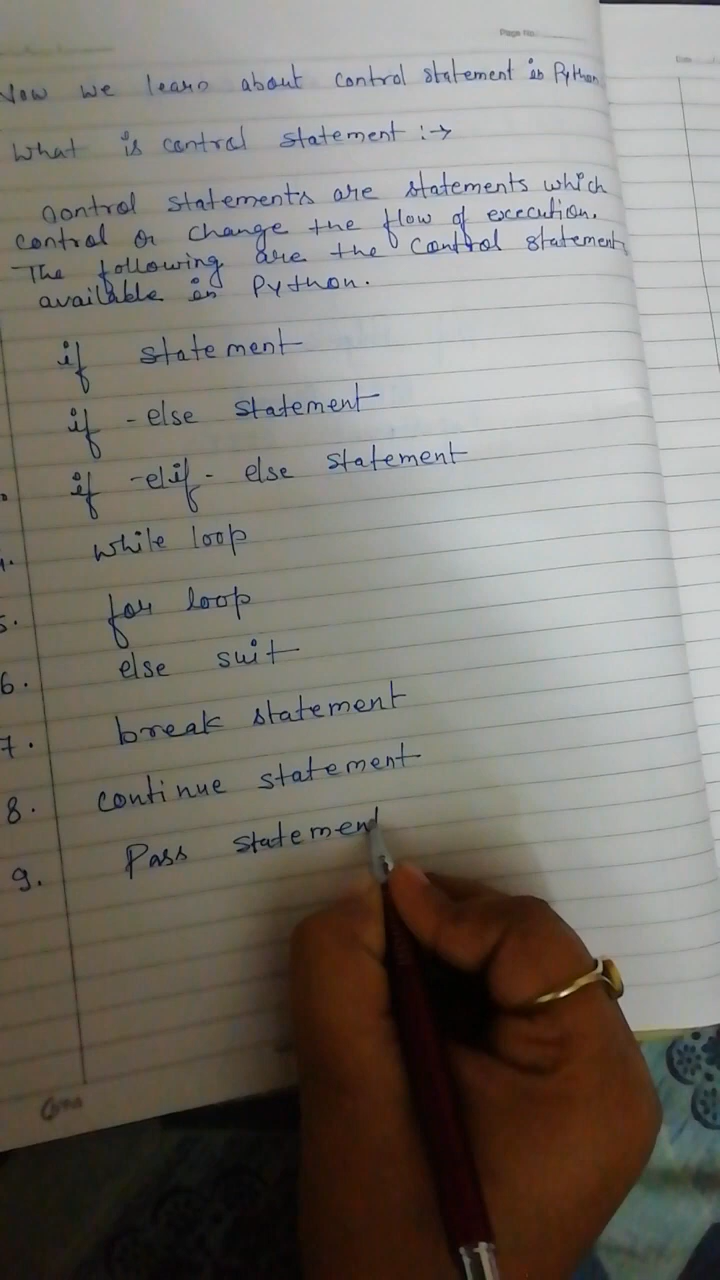 Page No.
Now we learn about control statement in Python
What is control statement :→
control statements are statements which
control or change the flow of execution.
The following are the control statement
available in Python.
if statement
if - else statement
if - elif - else statement
4. while loop
5. for loop
6. else suit
7. break statement
8. continue statement
9. Pass statement